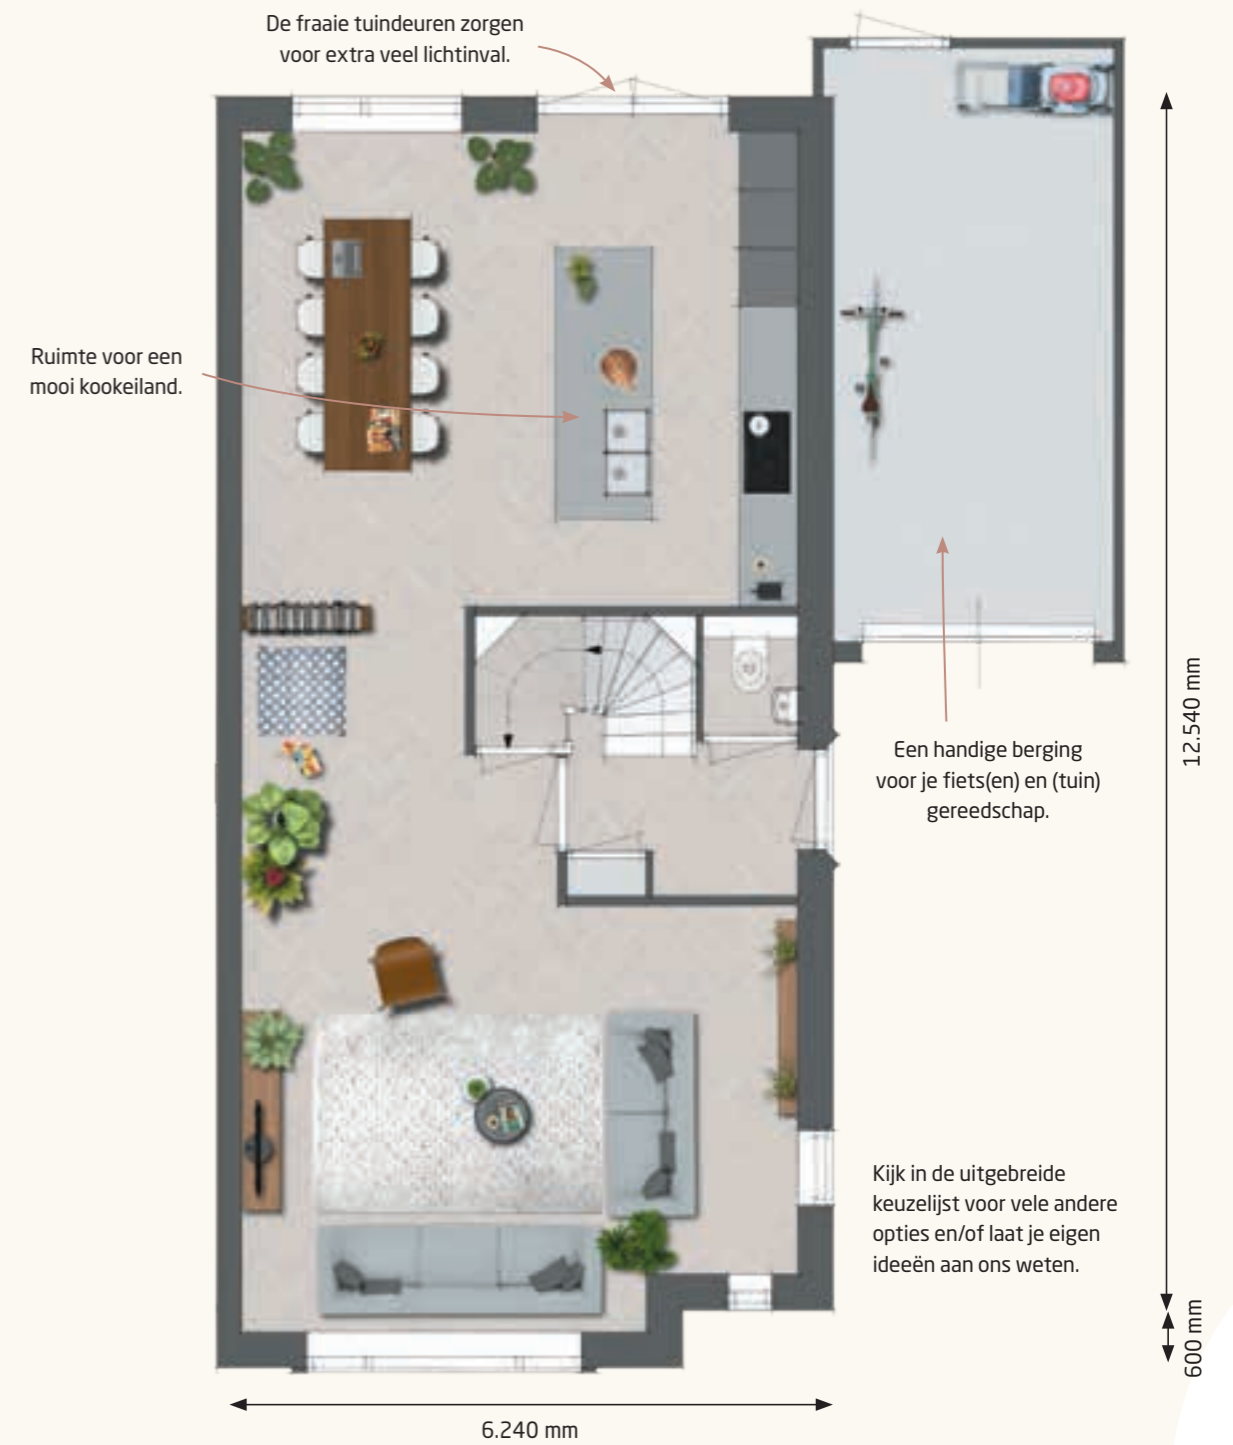 De fraaie tuindeuren zorgen
voor extra veel lichtinval.
Ruimte voor een
mooi kookeiland.
12.540 mm
Een handige berging
voor je fiets(en) en (tuin)
gereedschap.
Kijk in de uitgebreide
keuzelijst voor vele andere
opties en/of laat je eigen
ideeën aan ons weten.
600 mm
6.240 mm